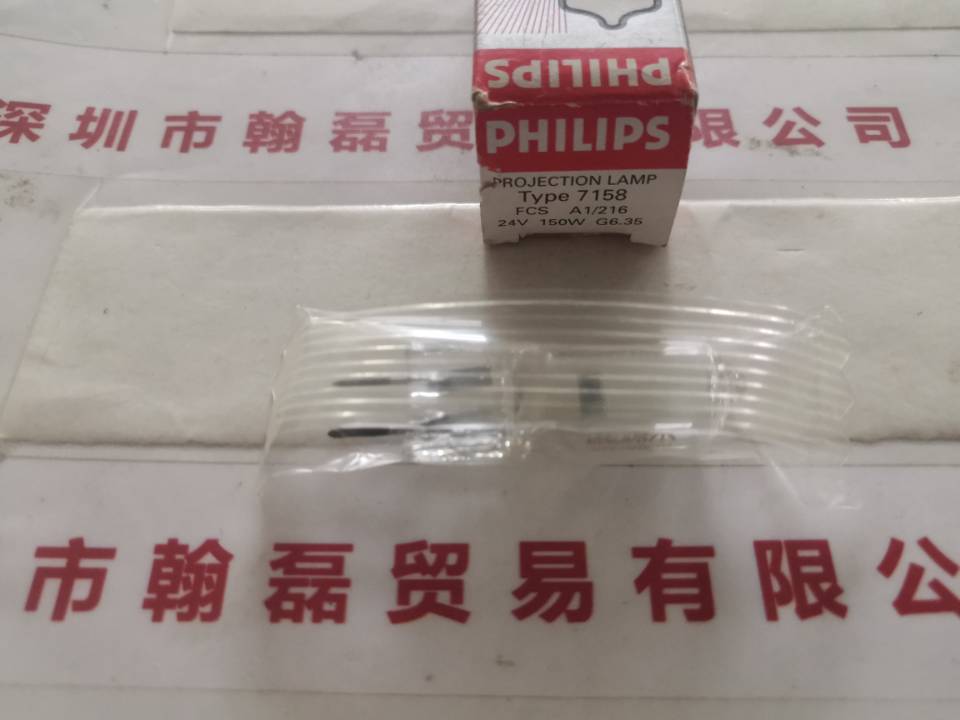 PHILIPS
深圳市翰磊贸 限公司
PHILIPS
PROJECTION LAMP
Type 7158
FCS A1/216
24V 150W G6.35
市翰磊贸易有限公